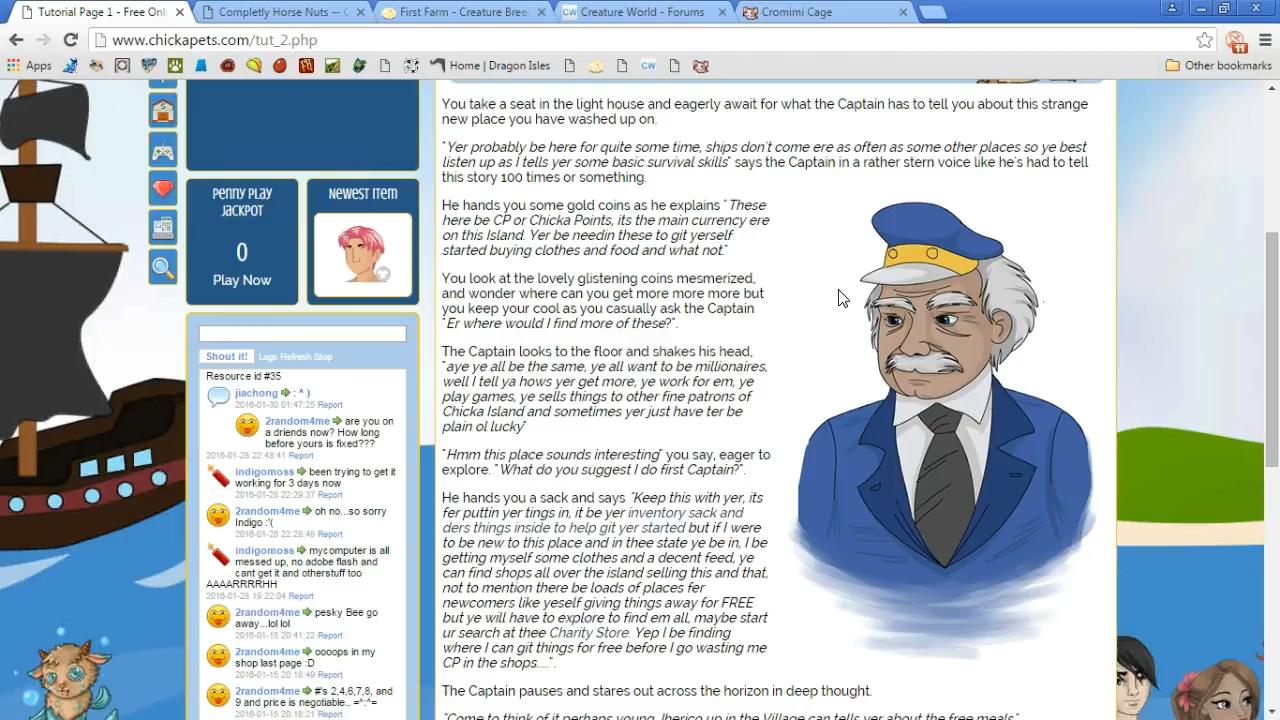 Tutorial Page 1 - Free Onl
Completly Horse Nuts --
First Farm - Creature Bree
Creature World - Forums
Cromimi Cage
www.chickapets.com/tut_2.php
11
Apps
Home | Dragon Isles
CW
Other bookmarks
Penny Play
Jackpot
0
Play Now
Newest Item
Shout it!
Logs Refresh Stop
Resource id #35
jiachong : ^ )
2016-01-30 01:47:25 Report
2random4me are you on
a driends now? How long
before yours is fixed???
2016-01-28 22:48:41 Report
indigomoss been trying to get it
working for 3 days now
2016-01-28 22:29:37 Report
2random4me oh no...so sorry
Indigo :'(
2016-01-28 22:28:48 Report
indigomoss mycomputer is all
messed up, no adobe flash and
cant get it and otherstuff too
AAAARRRRHH
2016-01-28 19:22:04 Report
2random4me pesky Bee go
away...lol lol
2016-01-15 20:41:22 Report
2random4me oooops in my
shop last page :D
2016-01-15 20:18:49 Report
2random4me #'s 2,4,6,7,8, and
9 and price is negotiable.. =^:^=
2016-01-15 20:18:21 Report
You take a seat in the light house and eagerly await for what the Captain has to tell you about this strange
new place you have washed up on.
"Yer probably be here for quite some time, ships don't come ere as often as some other places so ye best
listen up as I tells yer some basic survival skills" says the Captain in a rather stern voice like he's had to tell
this story 100 times or something.
He hands you some gold coins as he explains " These
here be CP or Chicka Points, its the main currency ere
on this Island. Yer be needin these to git yerself
started buying clothes and food and what not."
You look at the lovely glistening coins mesmerized,
and wonder where can you get more more more but
you keep your cool as you casually ask the Captain
"Er where would I find more of these?".
The Captain looks to the floor and shakes his head,
"aye ye all be the same, ye all want to be millionaires,
well I tell ya hows yer get more, ye work for em, ye
play games, ye sells things to other fine patrons of
Chicka Island and sometimes yer just have ter be
plain ol lucky"
"Hmm this place sounds interesting" you say, eager to
explore. "What do you suggest I do first Captain?".
He hands you a sack and says "Keep this with yer, its
fer puttin yer tings in, it be yer inventory sack and
ders things inside to help git yer started but if I were
to be new to this place and in thee state ye be in, I be
getting myself some clothes and a decent feed, ye
can find shops all over the island selling this and that,
not to mention there be loads of places fer
newcomers like yeself giving things away for FREE
but ye will have to explore to find em all, maybe start
ur search at thee Charity Store. Yep I be finding
where I can git things for free before I go wasting me
CP in the shops.....".
The Captain pauses and stares out across the horizon in deep thought.
"Come to think of it perhaps young Jherico up in the Village can tells yer about the free meals"